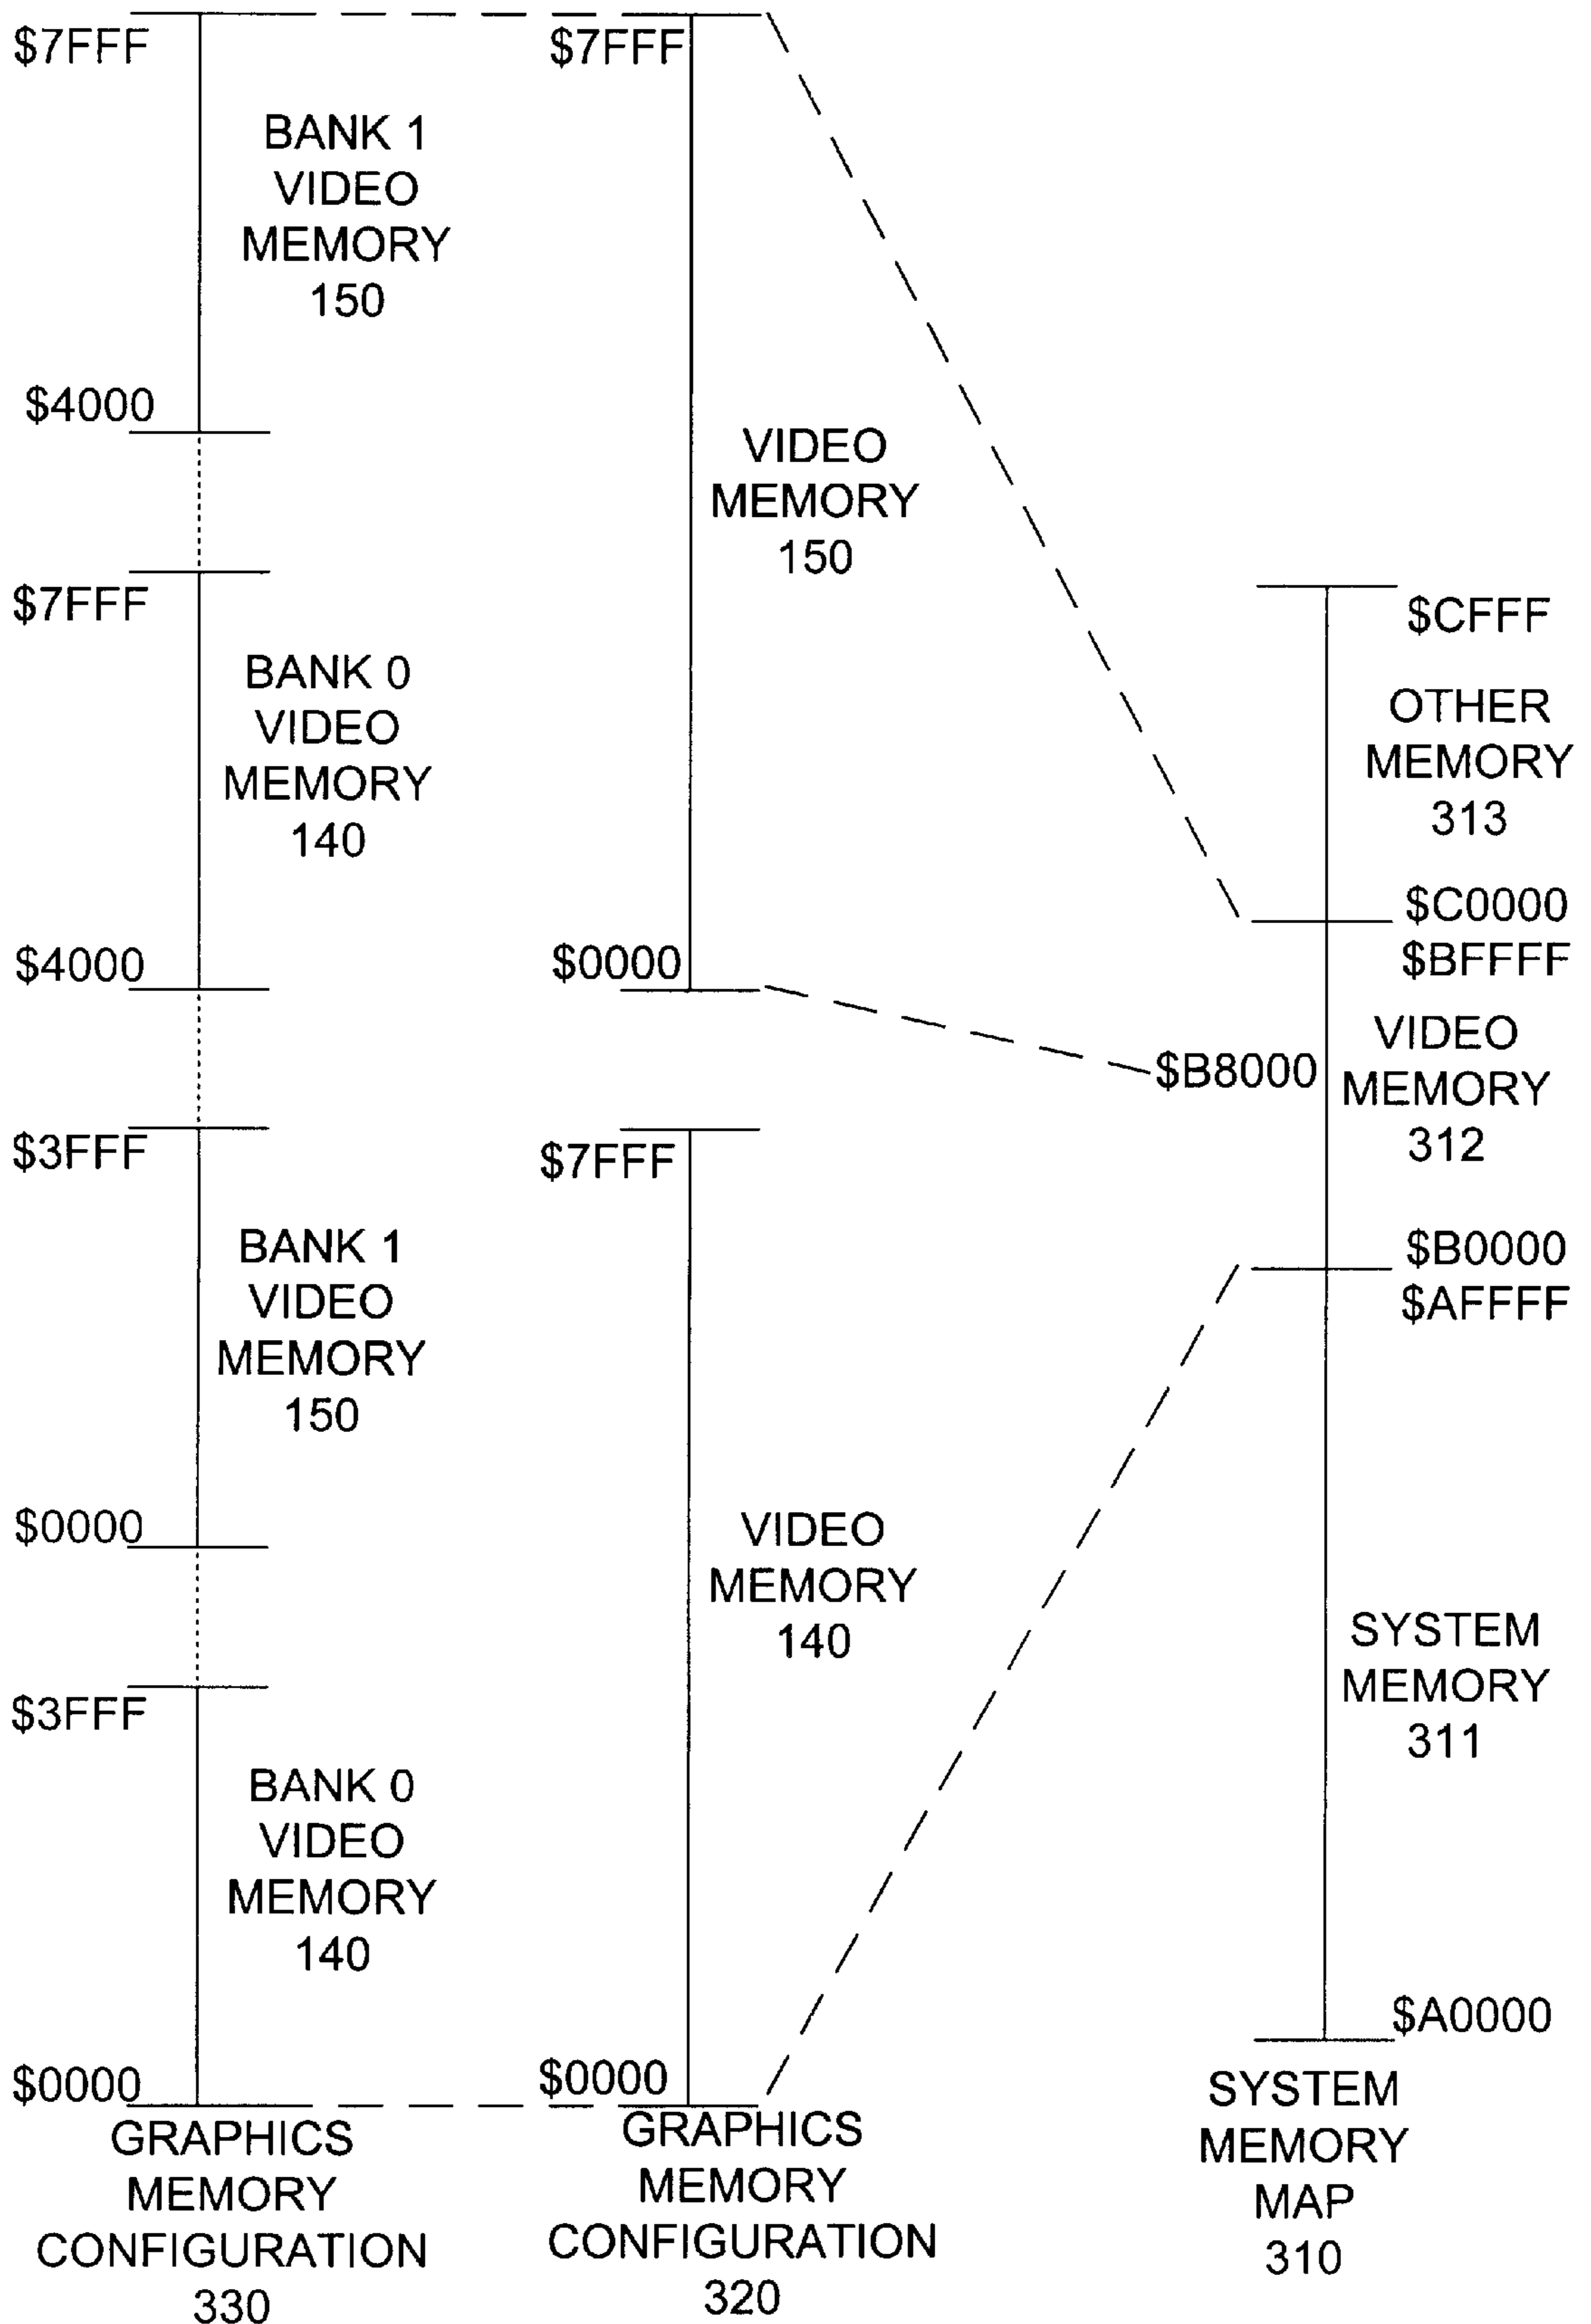 $7FFF
BANK 1
VIDEO
MEMORY
150
$4000
$7FFF
BANK 0
VIDEO
MEMORY
140
$4000
$3FFF
BANK 1
VIDEO
MEMORY
150
$0000
$3FFF
BANK 0
VIDEO
MEMORY
140
$0000
GRAPHICS
MEMORY
CONFIGURATION
330
$7FFF
VIDEO
MEMORY
150
$0000
$7FFF
VIDEO
MEMORY
140
$0000
GRAPHICS
MEMORY
CONFIGURATION
320
$CFFF
OTHER
MEMORY
313
$C0000
$BFFFF
VIDEO
MEMORY
312
$B8000
$B0000
$AFFFF
SYSTEM
MEMORY
311
$A0000
SYSTEM
MEMORY
MAP
310